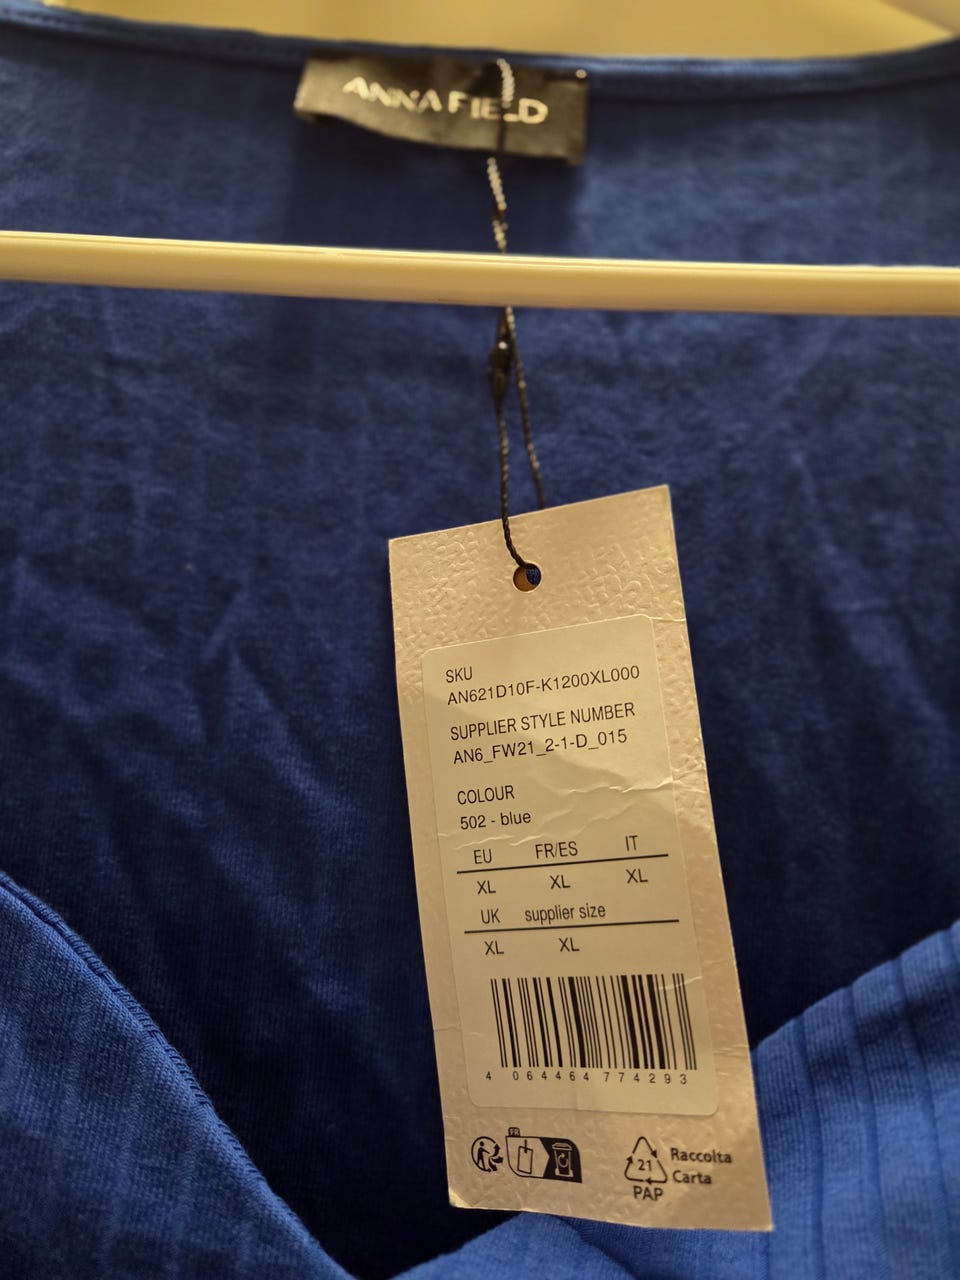 ANNA FIELD
SKU
AN621D10F-K1200XL000
SUPPLIER STYLE NUMBER
AN6_FW21_2-1-D_015
COLOUR
502 - blue
EU FR/ES IT
XL XL XL
UK supplier size
XL XL
4 064464 774293
FR
21 Raccolta
PAP Carta